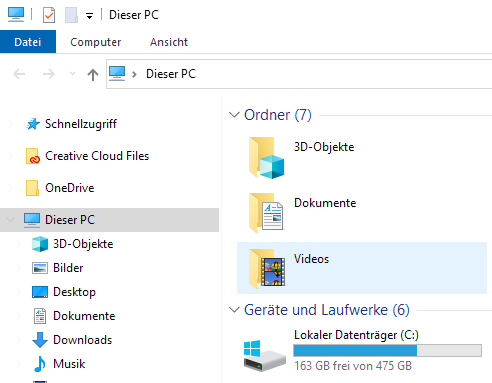 Dieser PC
Datei Computer Ansicht
Dieser PC
Schnellzugriff
Creative Cloud Files
OneDrive
Dieser PC
3D-Objekte
Bilder
Desktop
Dokumente
Downloads
Musik
Ordner (7)
3D-Objekte
Dokumente
Videos
Geräte und Laufwerke (6)
Lokaler Datenträger (C:)
163 GB frei von 475 GB